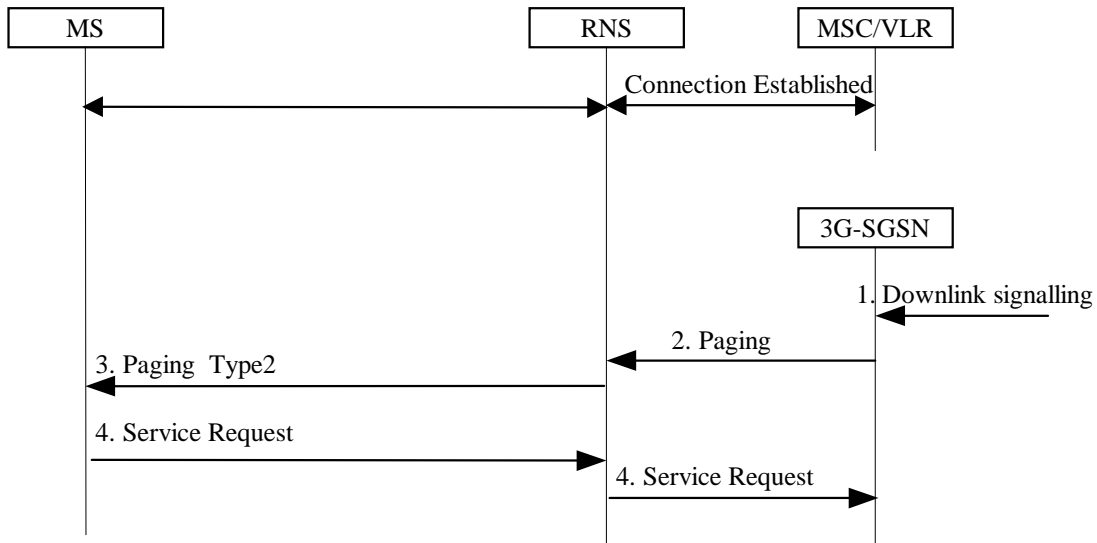 MS
RNS
MSC/VLR
Connection Established
3G-SGSN
1. Downlink signalling
2. Paging
3. Paging Type2
4. Service Request
4. Service Request